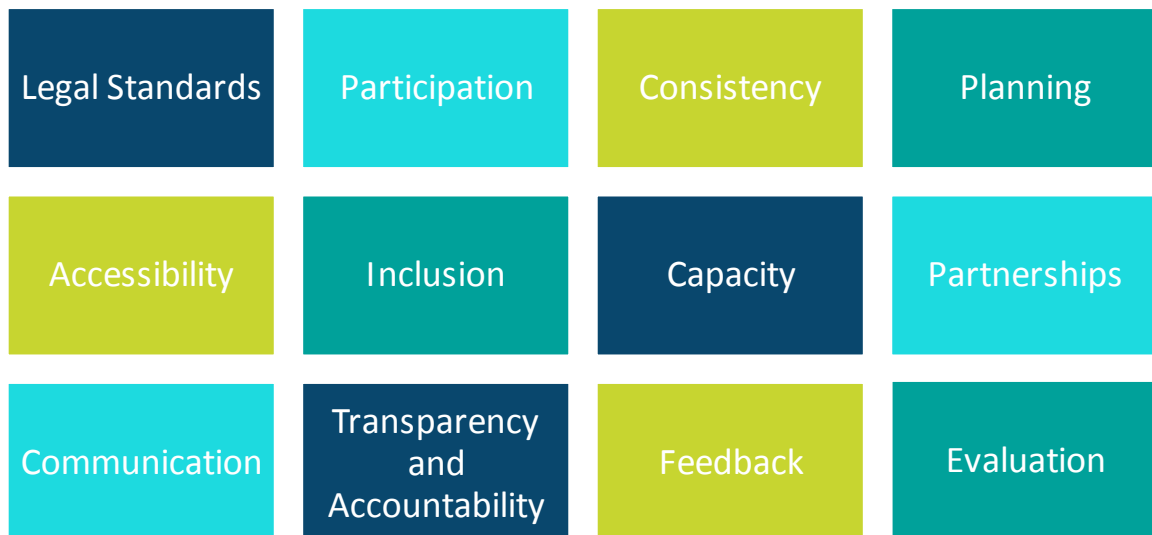 Legal Standards
Participation
Consistency
Planning
Accessibility
Inclusion
Capacity
Partnerships
Communication
Transparency
and
Accountability
Feedback
Evaluation